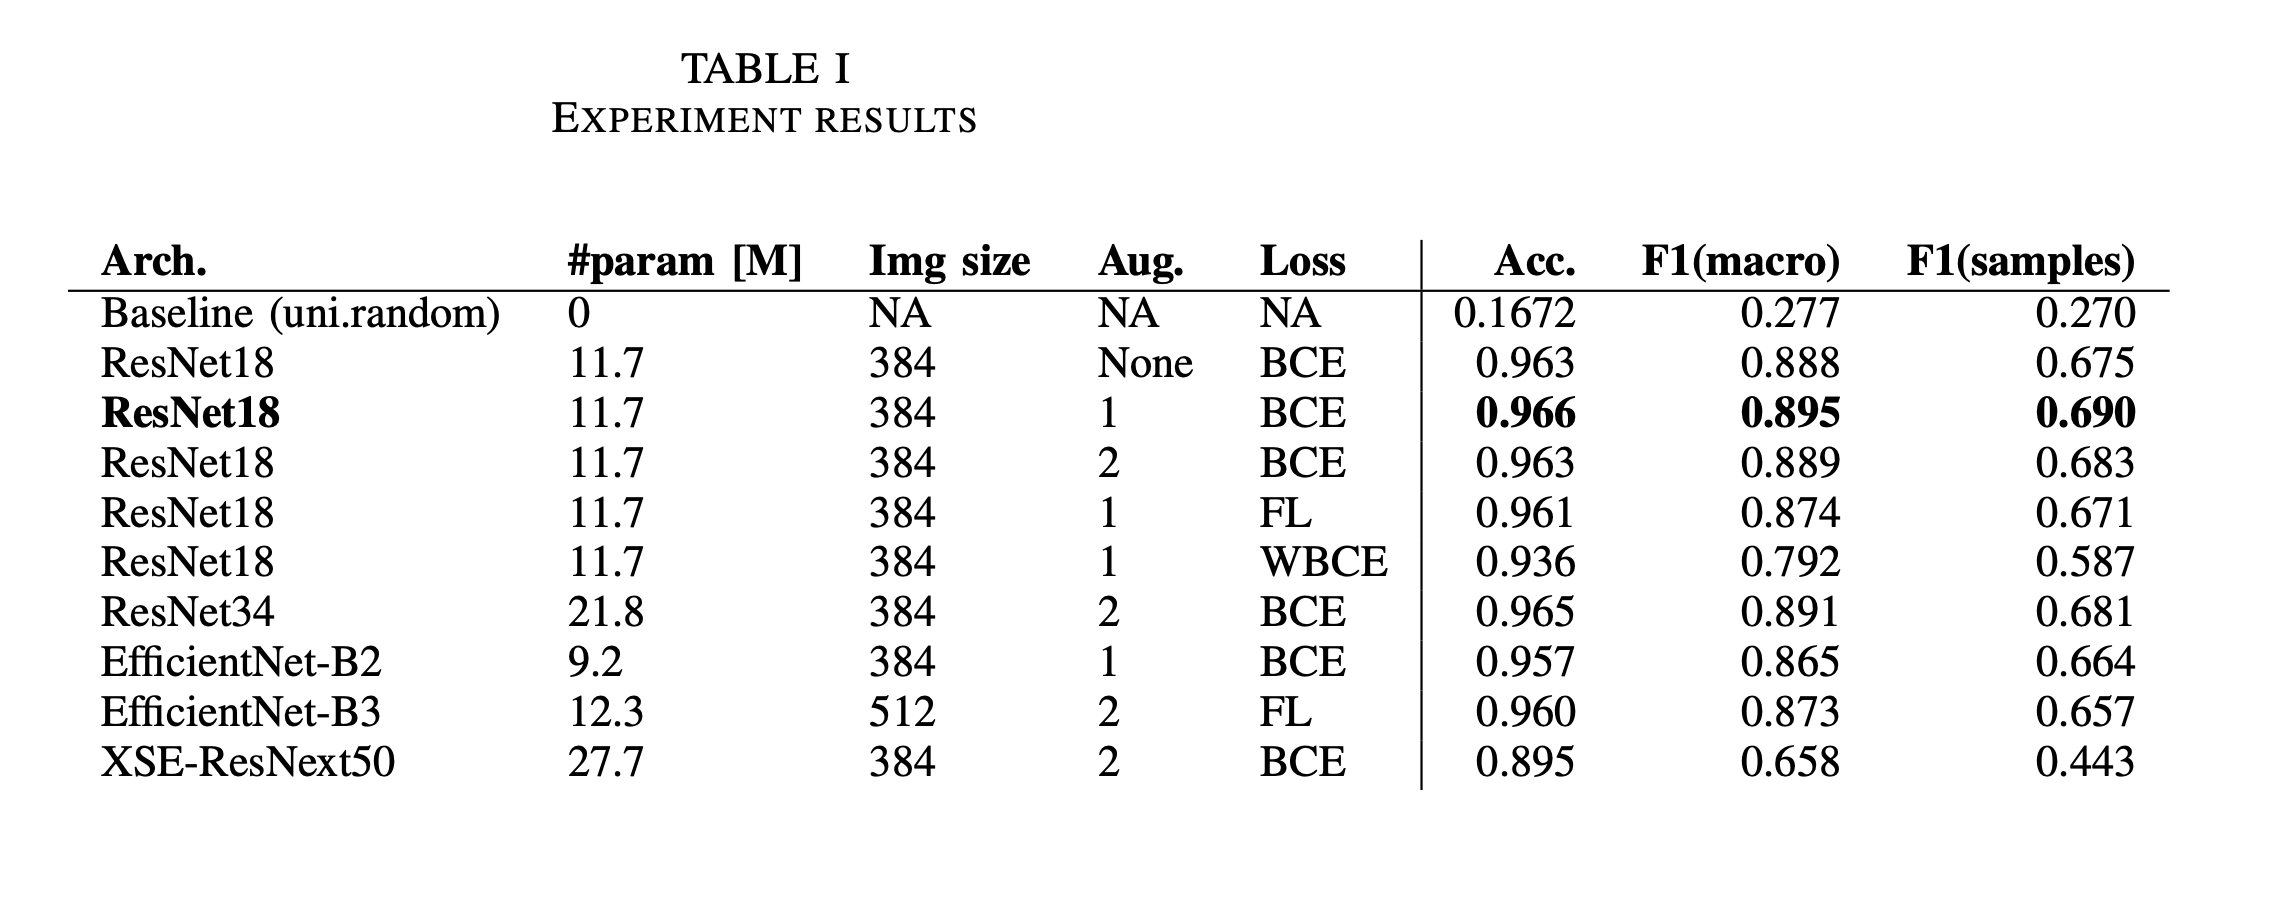 TABLE I
EXPERIMENT RESULTS
Arch. #param [M] Img size Aug. Loss Acc. F1(macro) F1(samples)
Baseline (uni.random) 0 NA NA NA 0.1672 0.277 0.270
ResNet18 11.7 384 None BCE 0.963 0.888 0.675
ResNet18 11.7 384 1 BCE 0.966 0.895 0.690
ResNet18 11.7 384 2 BCE 0.963 0.889 0.683
ResNet18 11.7 384 1 FL 0.961 0.874 0.671
ResNet18 11.7 384 1 WBCE 0.936 0.792 0.587
ResNet34 21.8 384 2 BCE 0.965 0.891 0.681
EfficientNet-B2 9.2 384 1 BCE 0.957 0.865 0.664
EfficientNet-B3 12.3 512 2 FL 0.960 0.873 0.657
XSE-ResNext50 27.7 384 2 BCE 0.895 0.658 0.443